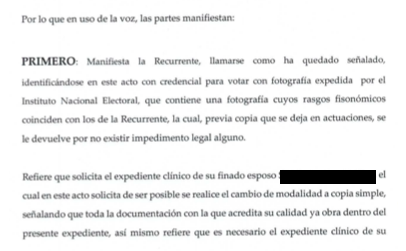 Por lo que en uso de la voz, las partes manifiestan:
PRIMERO: Manifiesta la Recurrente, llamarse como ha quedado señalado,
identificándose en este acto con credencial para votar con fotografía expedida por el
Instituto Nacional Electoral, que contiene una fotografía cuyos rasgos fisonómicos
coinciden con los de la Recurrente, la cual, previa copia que se deja en actuaciones, se
le devuelve por no existir impedimento legal alguno.
Refiere que solicita el expediente clínico de su finado esposo el
cual en este acto solicita de ser posible se realice el cambio de modalidad a copia simple,
señalando que toda la documentación con la que acredita su calidad ya obra dentro del
presente expediente, así mismo refiere que es necesario el expediente clínico de su